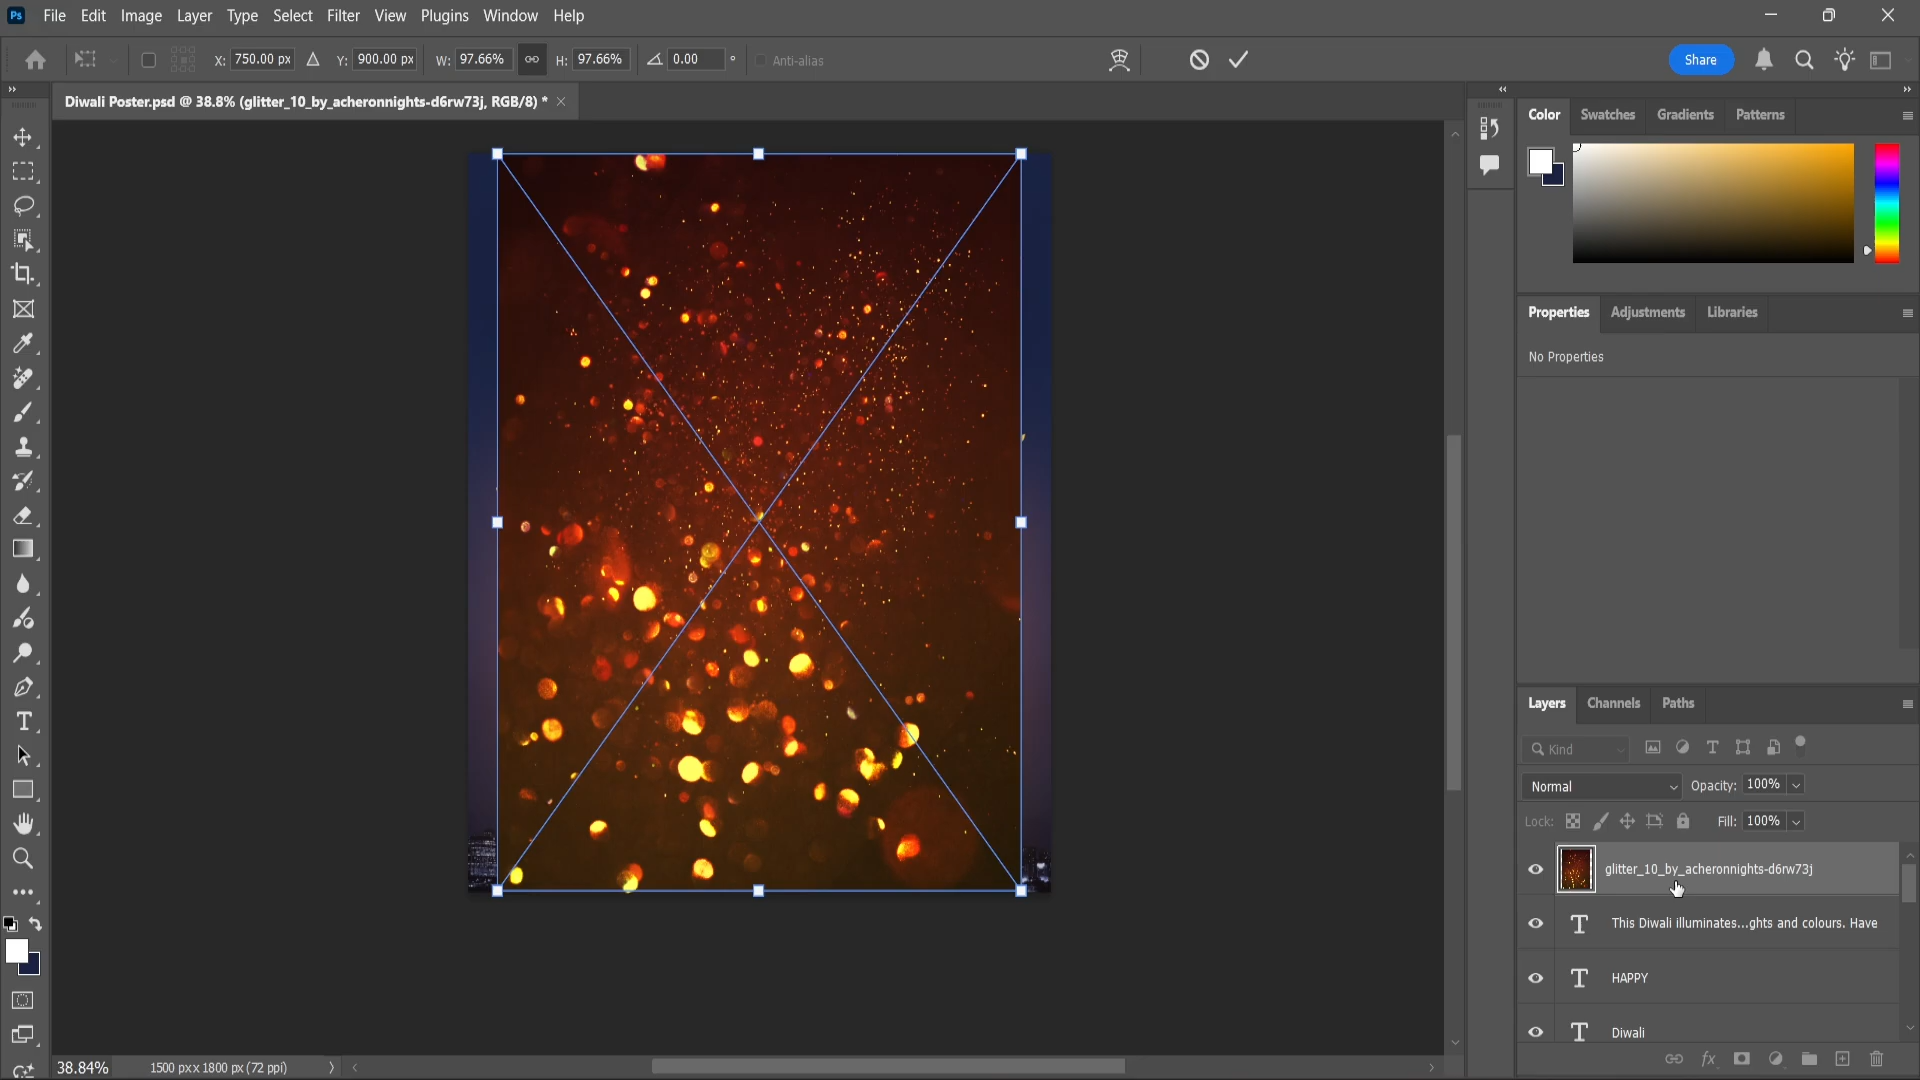 Ps File Edit Image Layer Type Select Filter View Plugins Window Help
X: 750.00 px Y: 900.00 px W: 97.66% H: 97.66% 0.00 ° Anti-alias Share
Diwali Poster.psd @ 38.8% (glitter_10_by_acheronnights-d6rw73j, RGB/8) *
Color Swatches Gradients Patterns
Properties Adjustments Libraries
No Properties
Layers Channels Paths
Kind
Normal Opacity: 100%
Lock: Fill: 100%
glitter_10_by_acheronnights-d6rw73j
This Diwali illuminates...ghts and colours. Have
HAPPY
Diwali
38.84% 1500 px x 1800 px (72 ppi)